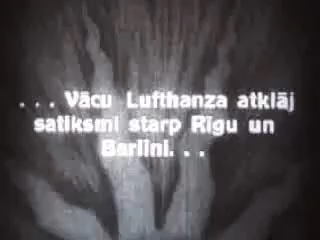 . . . Vācu Lufthanza atklāj
satiksmi starp Rīgu un
Berlīni. . .